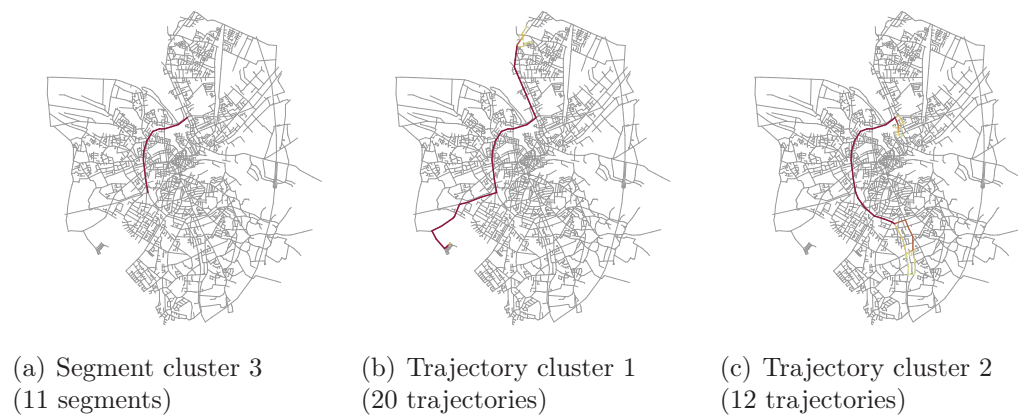 (a) Segment cluster 3
(11 segments)
(b) Trajectory cluster 1
(20 trajectories)
(c) Trajectory cluster 2
(12 trajectories)